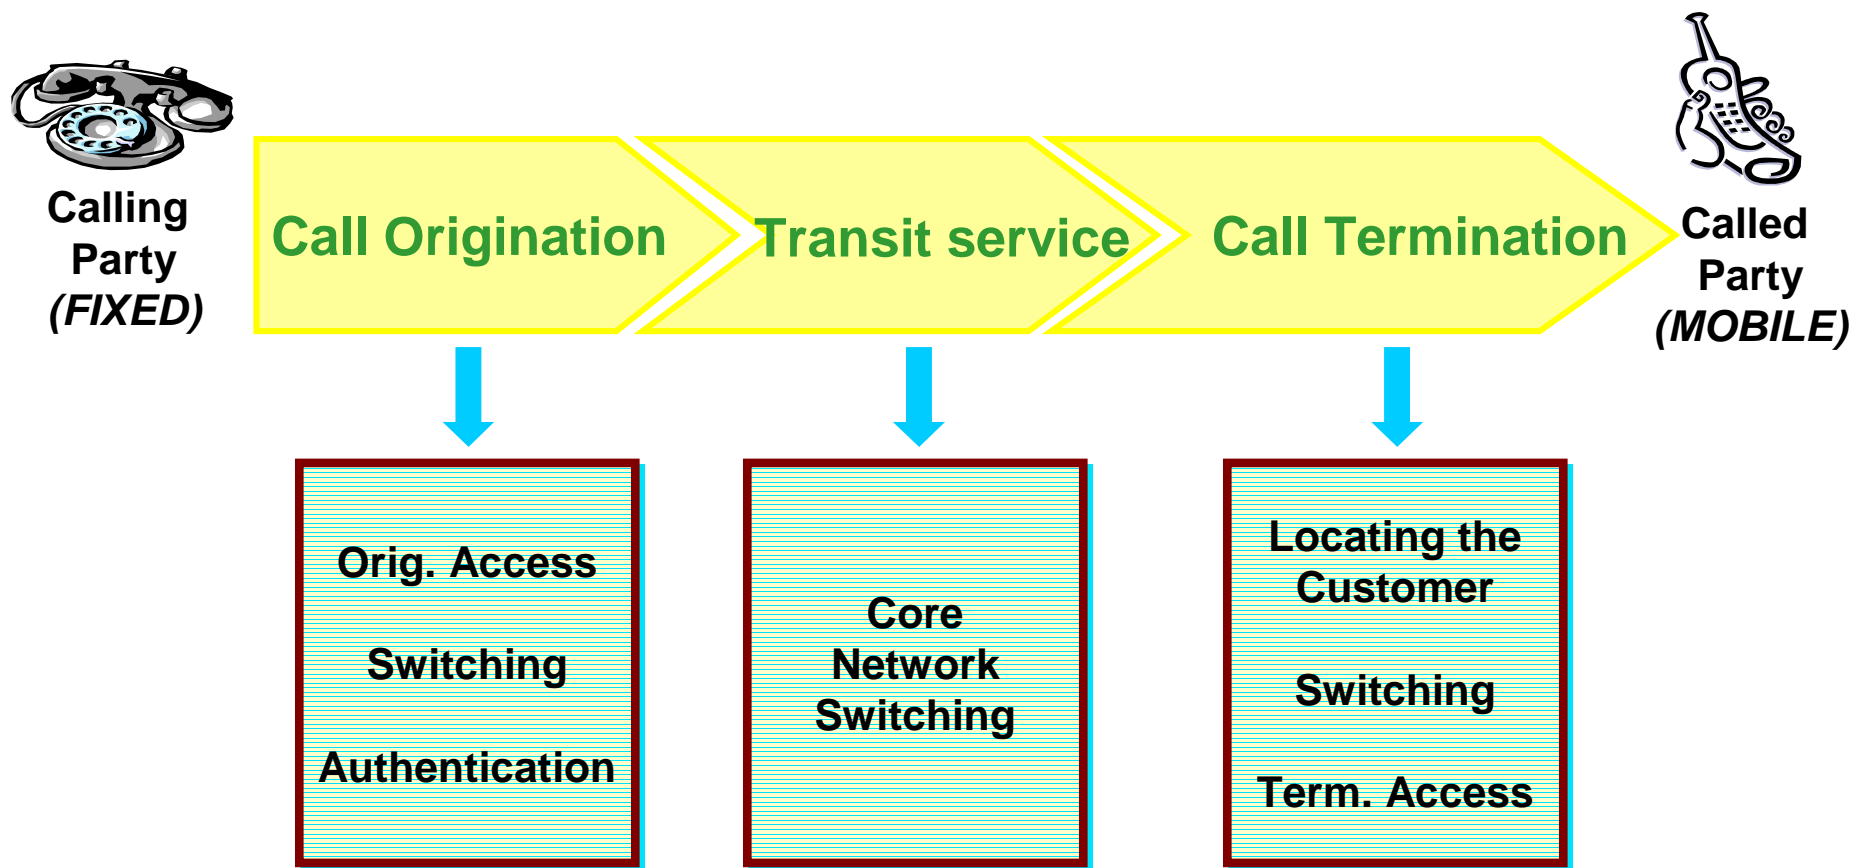 Calling
Party
(FIXED)
Call Origination
Transit service
Call Termination
Called
Party
(MOBILE)
Orig. Access
Switching
Authentication
Core
Network
Switching
Locating the
Customer
Switching
Term. Access